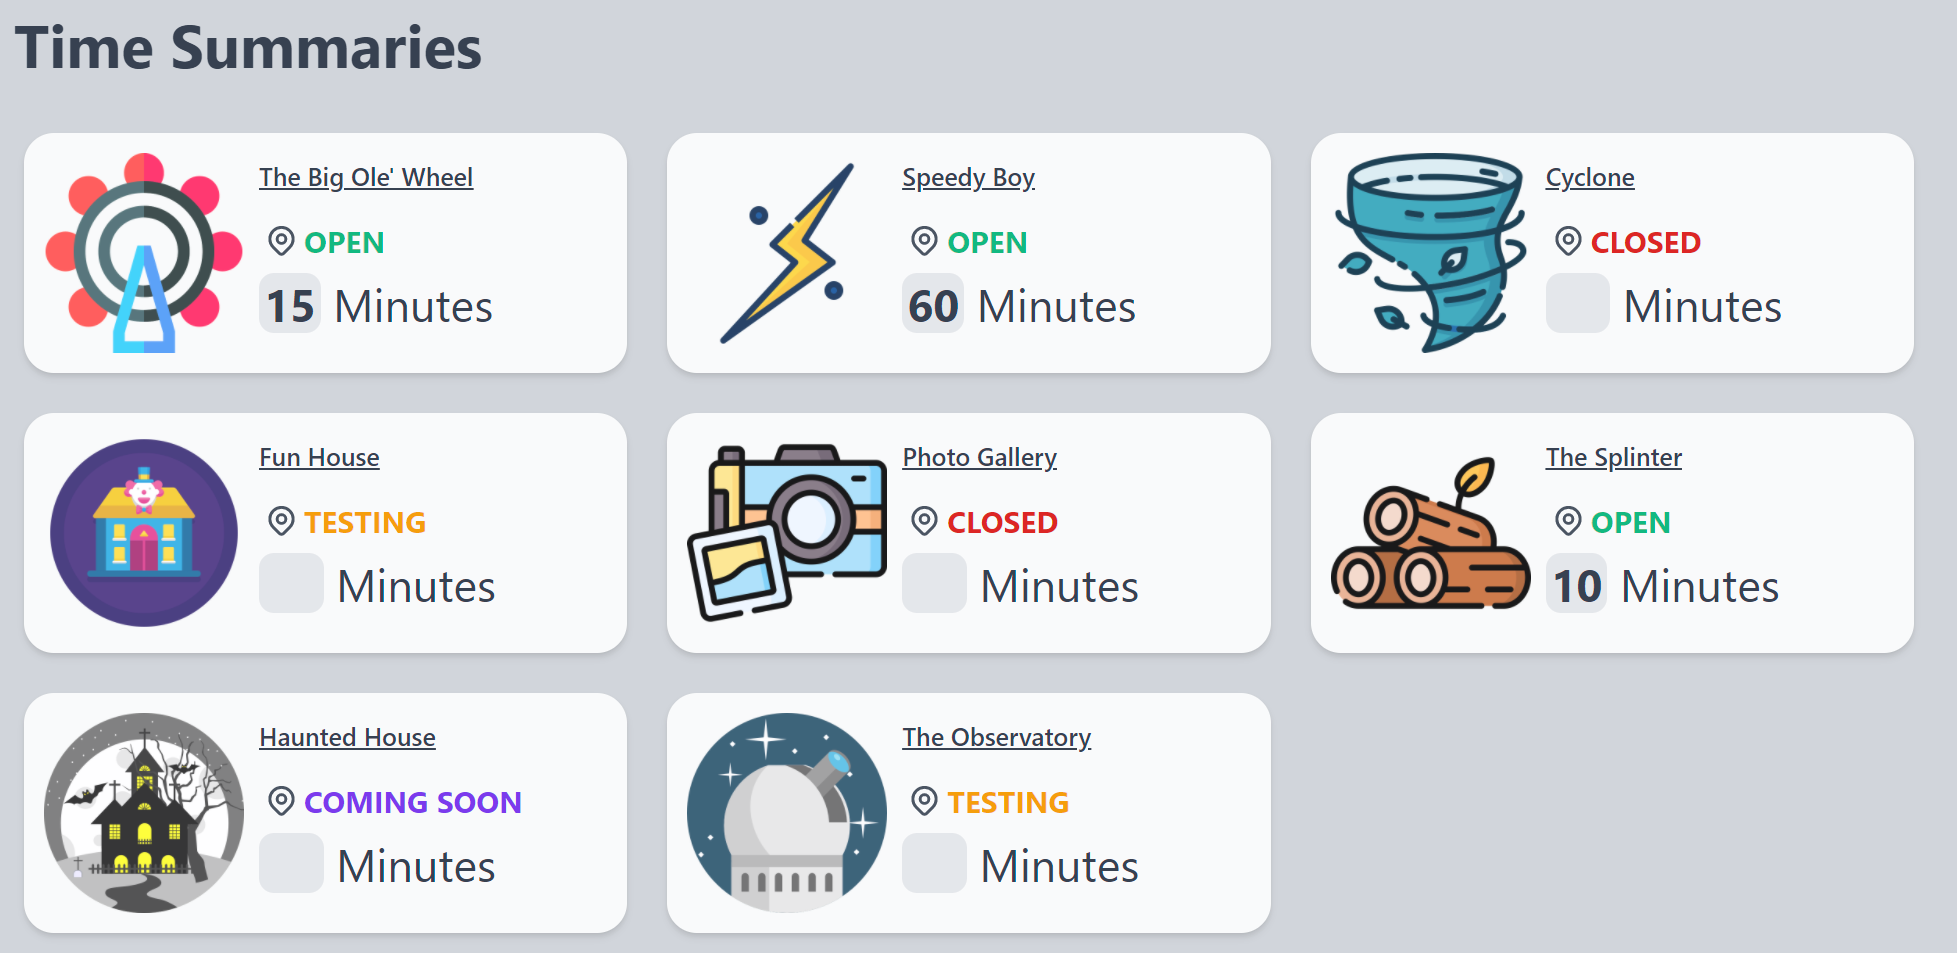 Time Summaries
The Big Ole' Wheel
OPEN
15 Minutes
Speedy Boy
OPEN
60 Minutes
Cyclone
CLOSED
Minutes
Fun House
TESTING
Minutes
Photo Gallery
CLOSED
Minutes
The Splinter
OPEN
10 Minutes
Haunted House
COMING SOON
Minutes
The Observatory
TESTING
Minutes